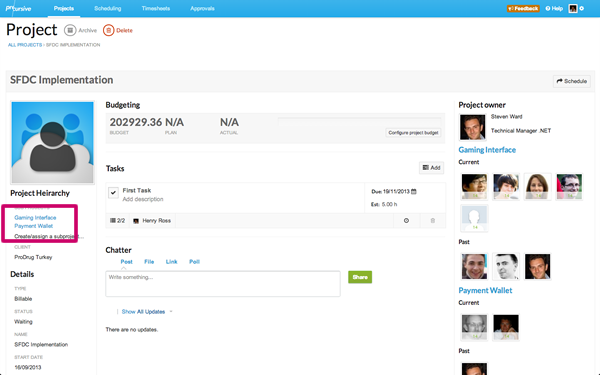 precursive Projects Scheduling Timesheets Approvals Feedback Help
Project Archive Delete
ALL PROJECTS › SFDC IMPLEMENTATION
SFDC Implementation
Schedule
Project Heirarchy
Gaming Interface
Payment Wallet
Create/assign a subproject...
CLIENT
ProDrug Turkey
Details
TYPE
Billable
STATUS
Waiting
NAME
SFDC Implementation
START DATE
16/09/2013
Budgeting
202929.36 N/A N/A
BUDGET PLAN ACTUAL
Configure project budget
Tasks
Add
First Task
Add description
Due: 19/11/2013
Est: 5.00 h
2/2 Henry Ross
Chatter
Post File Link Poll
Write something...
Share
Show All Updates
There are no updates.
Project owner
Steven Ward
Technical Manager .NET
Gaming Interface
Current
Past
Payment Wallet
Current
Past